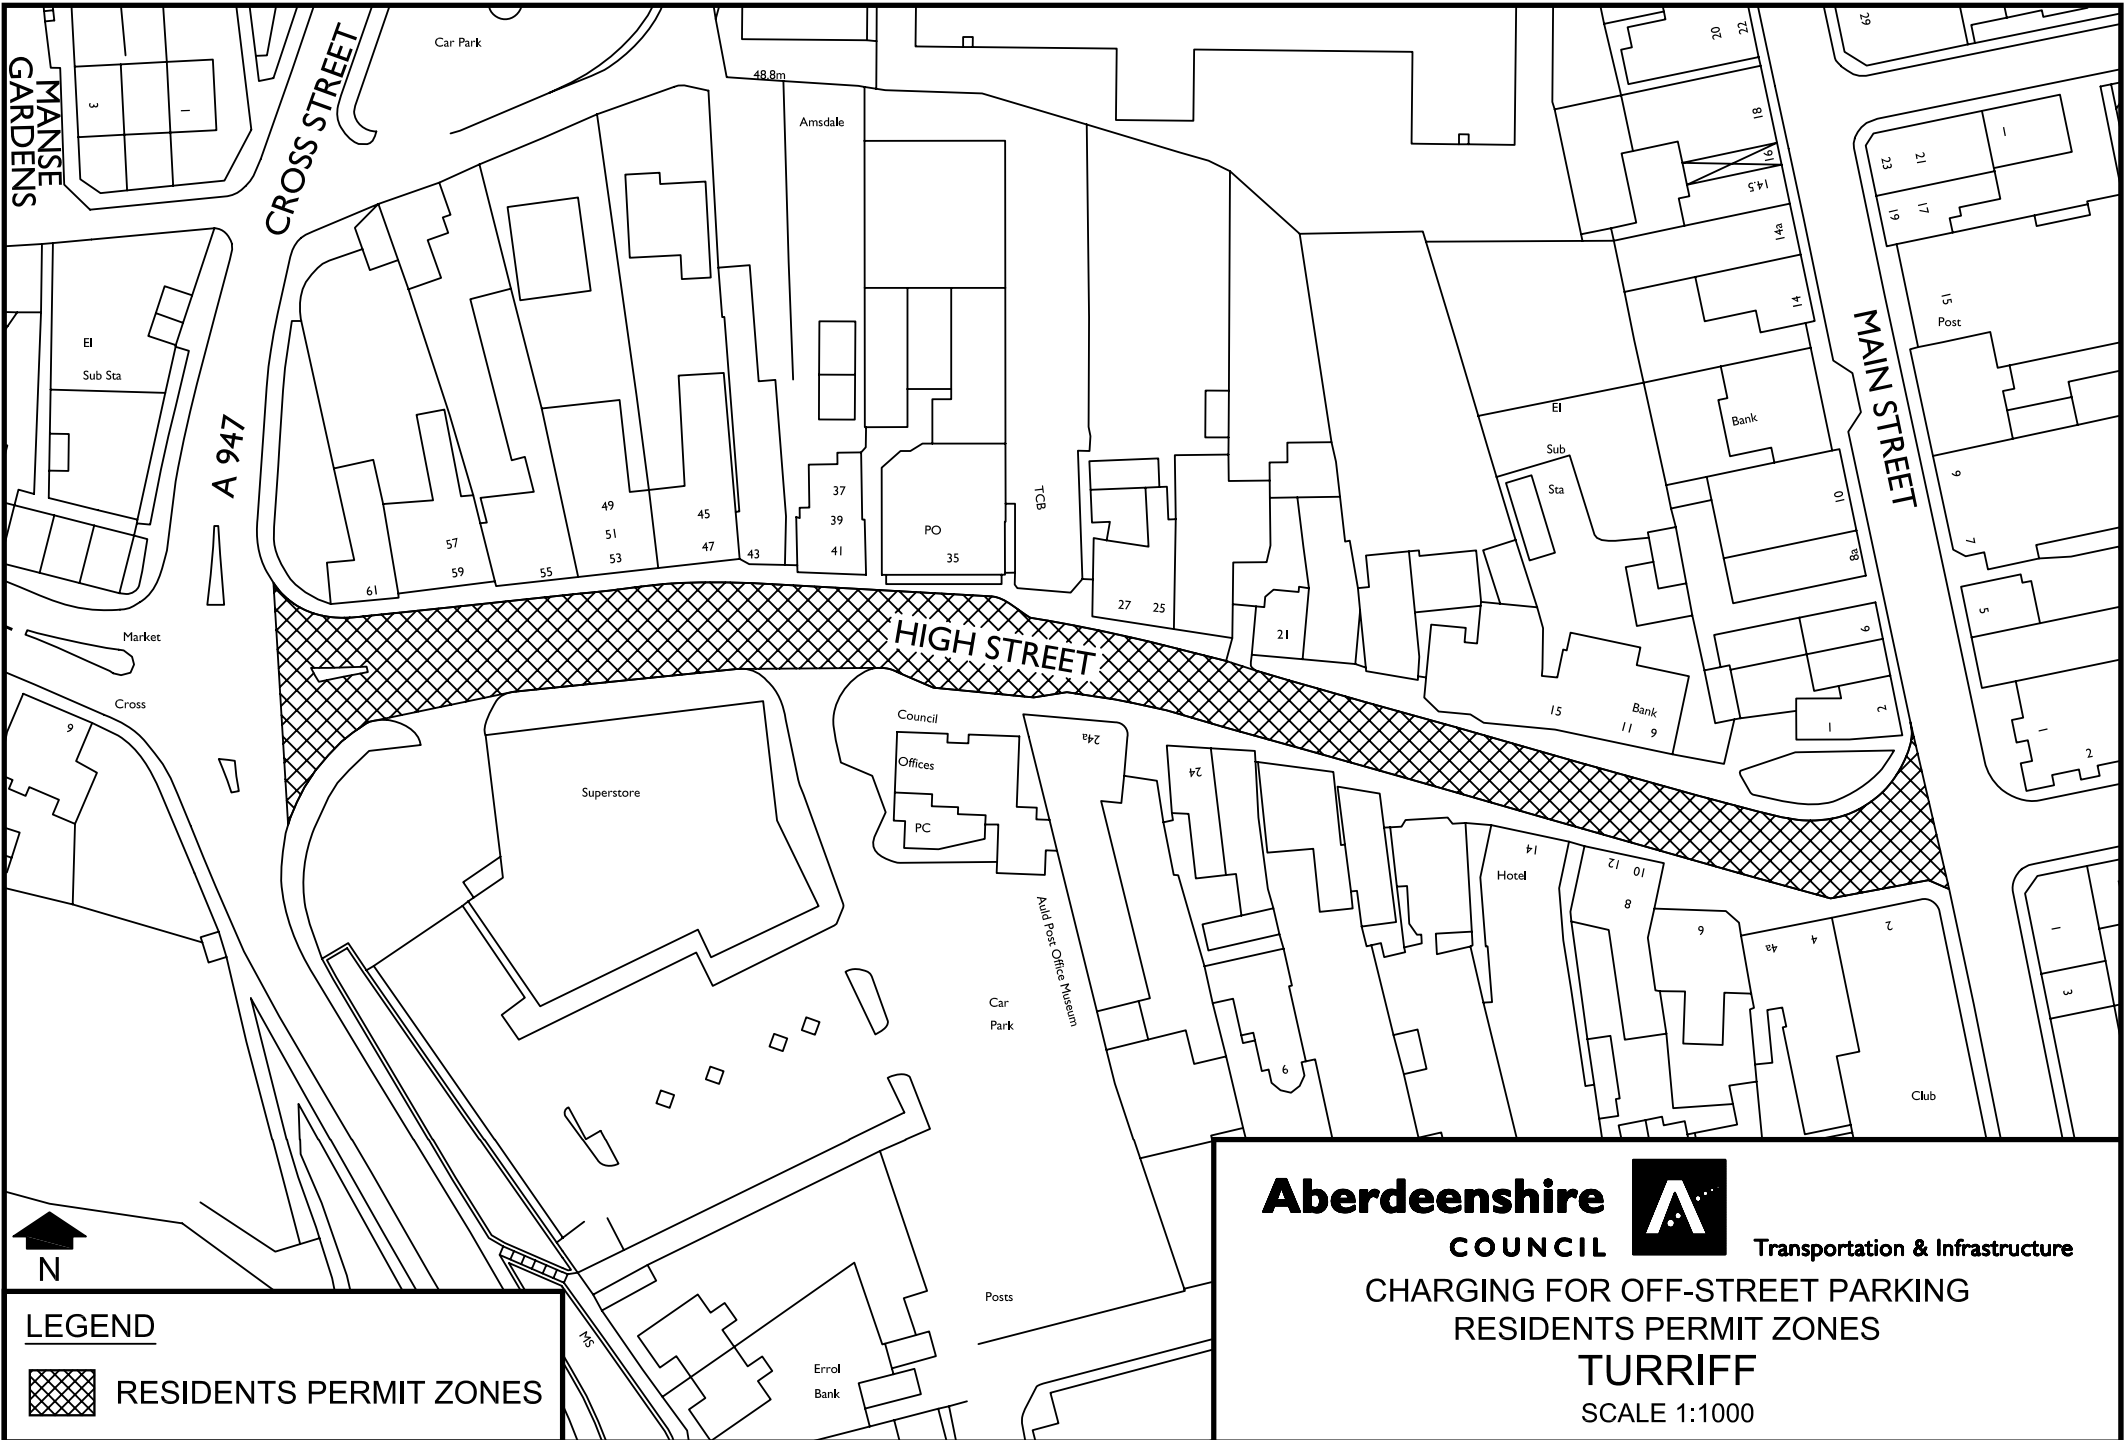 Car Park
48.8m
20
22
29
MANSE
GARDENS
3
1
CROSS STREET
Amsdale
18
16
14.5
14a
14
23
21
1
19
17
15
Post
MAIN STREET
El
Sub Sta
A 947
El
Sub
Sta
Bank
10
8a
9
7
5
6
2
1
1
2
37
39
41
PO
35
TCB
49
51
53
45
47
43
57
59
55
61
27
25
21
15
Bank
11
9
HIGH STREET
Market
Cross
9
Superstore
Council
Offices
PC
24a
24
14
Hotel
12
10
8
6
4a
4
2
1
3
Auld Post Office Museum
Car
Park
9
Club
Posts
Errol
Bank
MS
N
LEGEND
RESIDENTS PERMIT ZONES
Aberdeenshire
COUNCIL
Transportation & Infrastructure
CHARGING FOR OFF-STREET PARKING
RESIDENTS PERMIT ZONES
TURRIFF
SCALE 1:1000